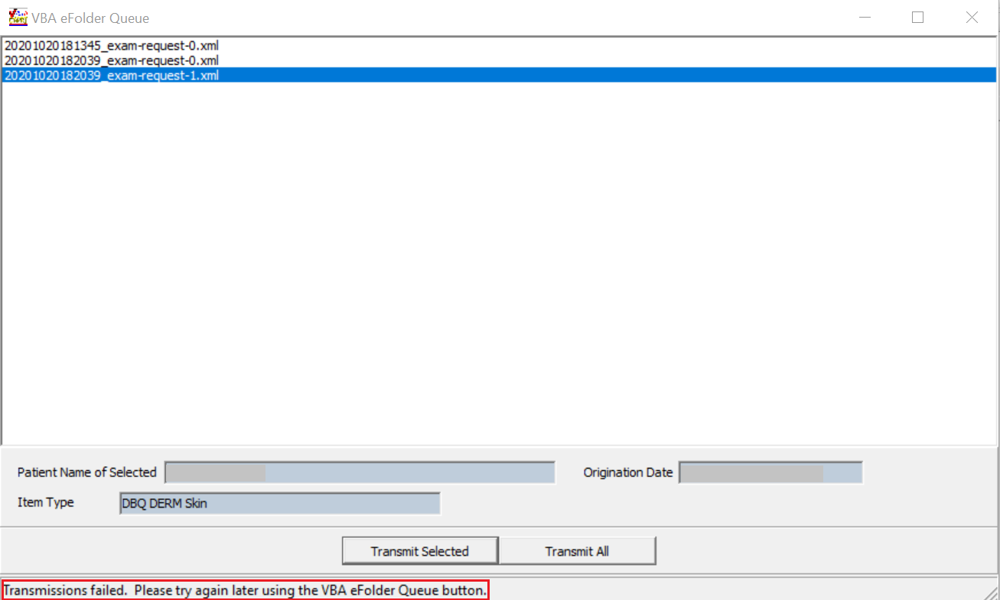 VBA eFolder Queue
20201020181345_exam-request-0.xml
20201020182039_exam-request-0.xml
20201020182039_exam-request-1.xml
Patient Name of Selected
Origination Date
Item Type
DBQ DERM Skin
Transmit Selected
Transmit All
Transmissions failed.  Please try again later using the VBA eFolder Queue button.